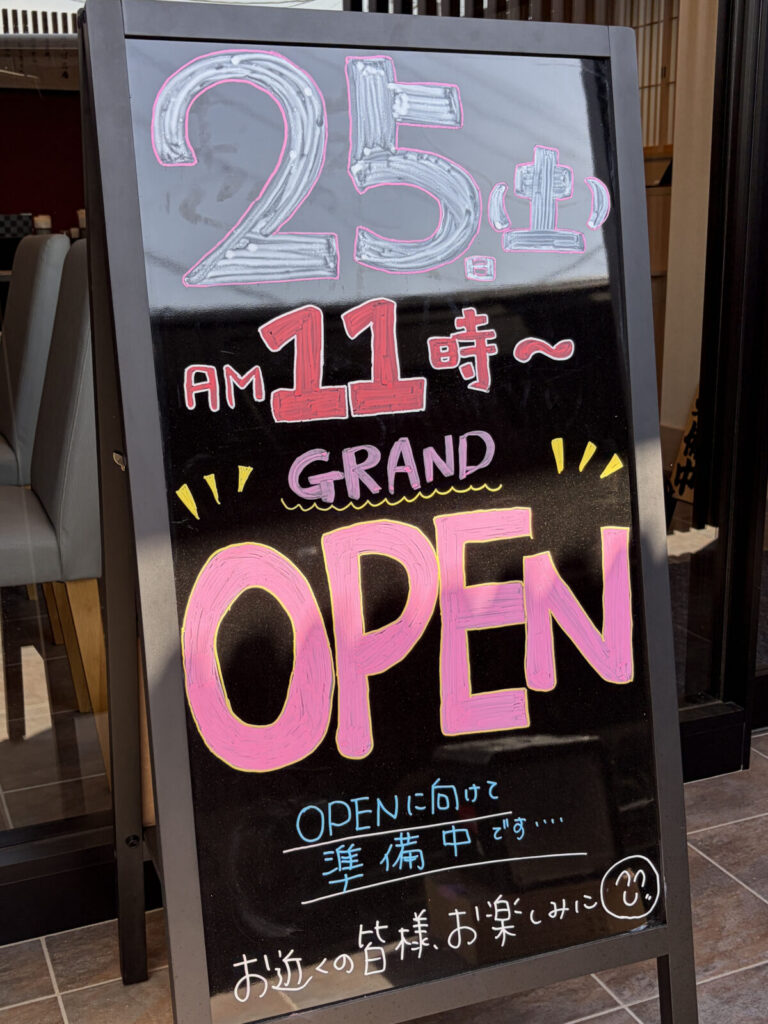 25日(土)
AM11時～
GRAND
OPEN
OPENに向けて
準備中です....
お近くの皆様、お楽しみに